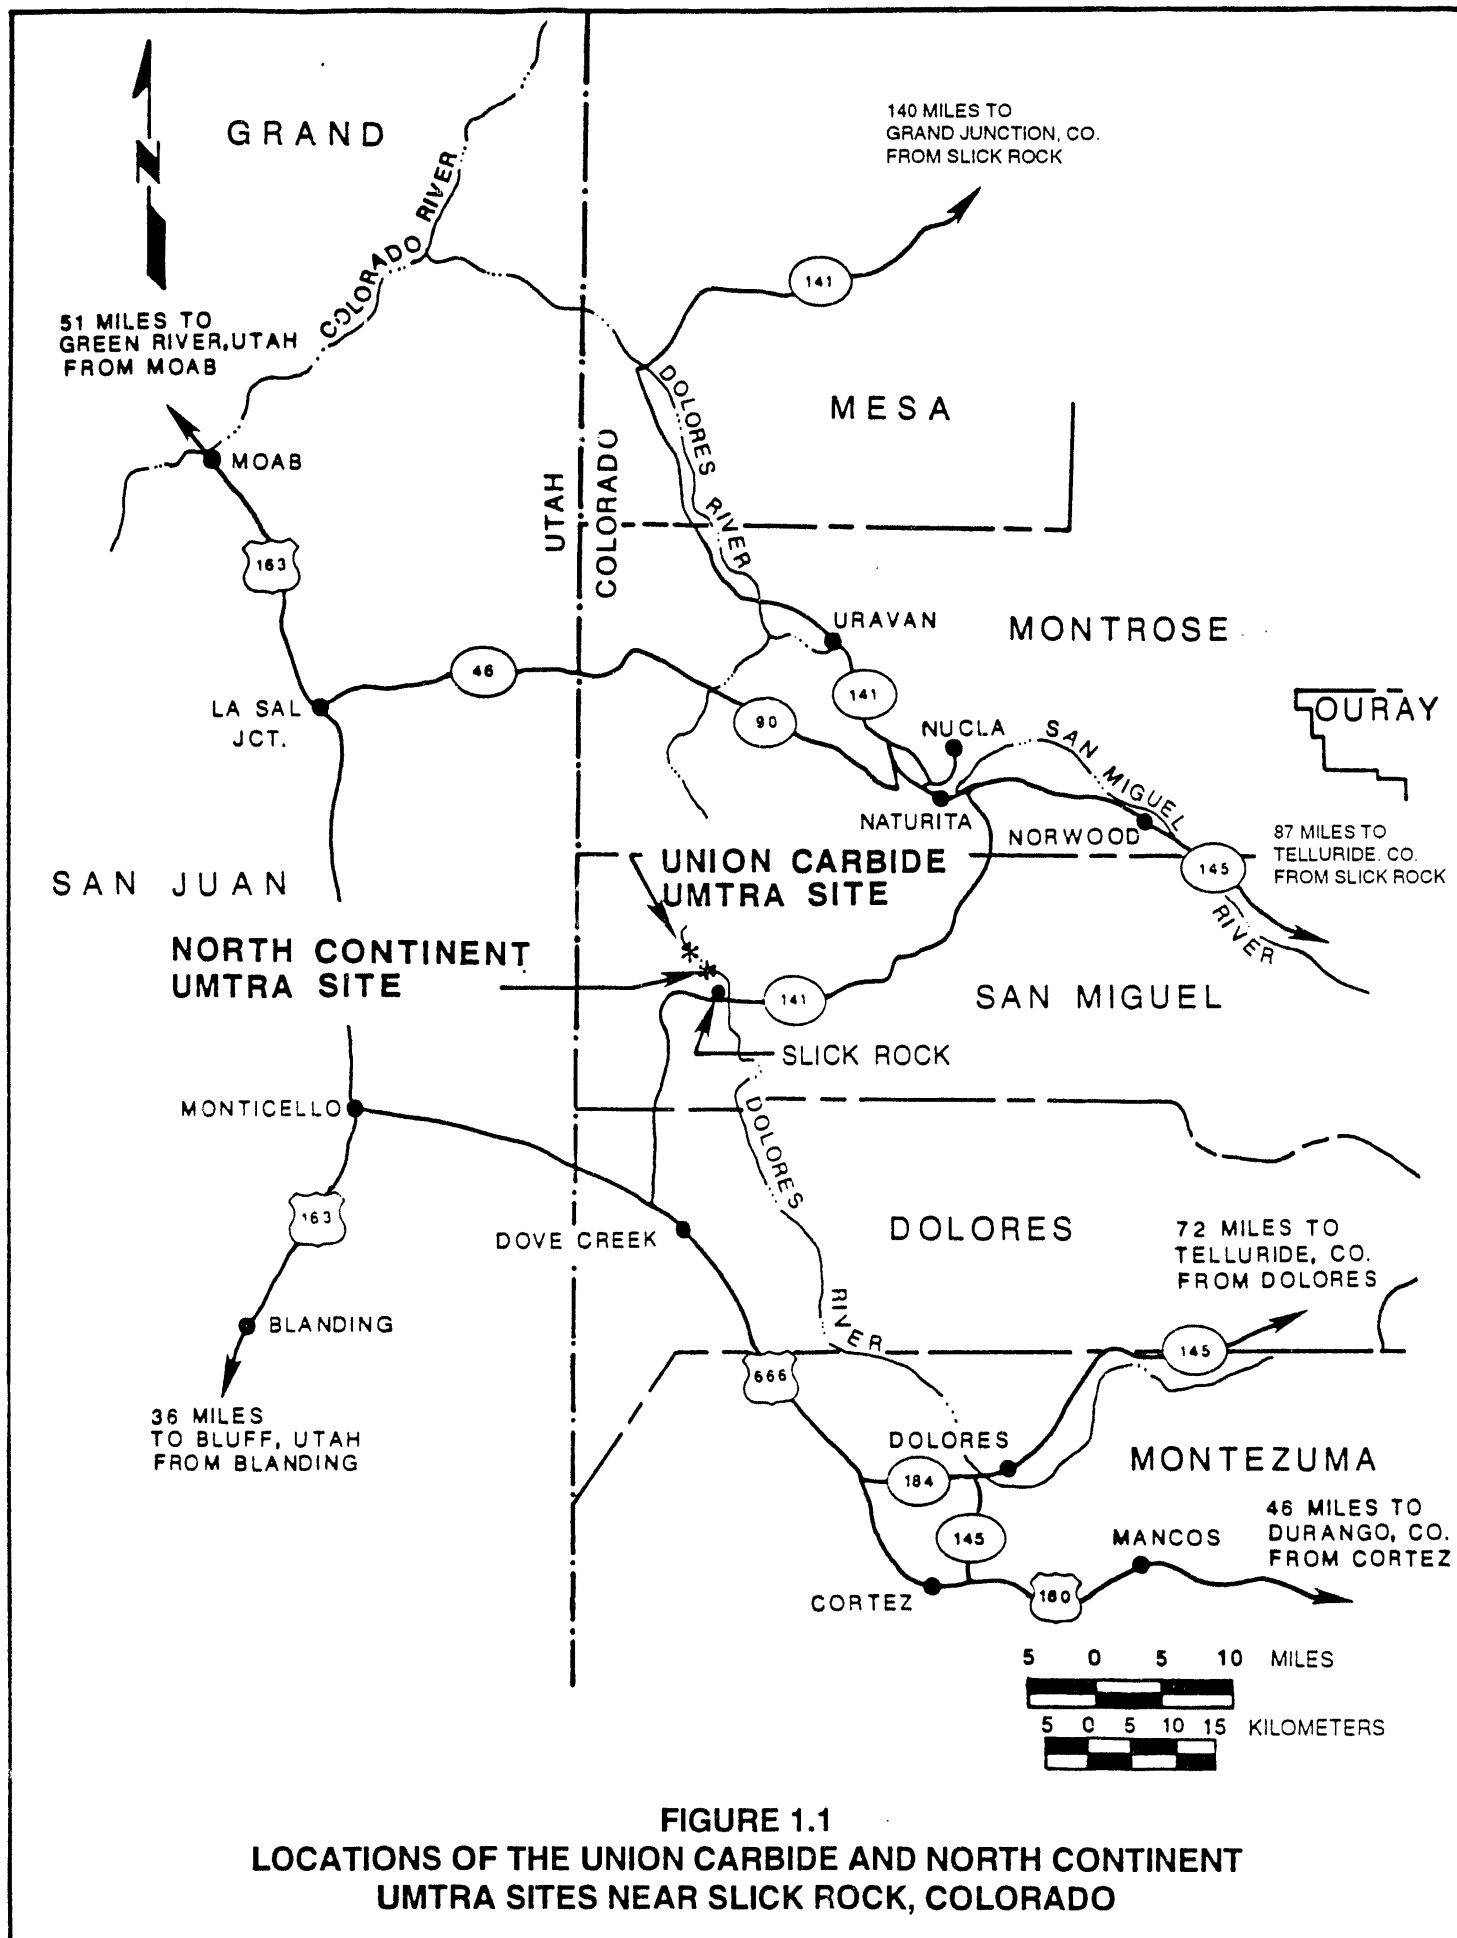 GRAND
N
140 MILES TO
GRAND JUNCTION, CO.
FROM SLICK ROCK
COLORADO RIVER
141
51 MILES TO
GREEN RIVER, UTAH
FROM MOAB
DOLORES RIVER
MESA
MOAB
UTAH
COLORADO
163
URAVAN
MONTROSE
46
LA SAL
JCT.
141
90
NUCLA
SAN MIGUEL
OURAY
NATURITA
NORWOOD
87 MILES TO
TELLURIDE. CO.
FROM SLICK ROCK
145
RIVER
SAN JUAN
UNION CARBIDE
UMTRA SITE
NORTH CONTINENT
UMTRA SITE
141
SAN MIGUEL
SLICK ROCK
MONTICELLO
DOLORES
RIVER
163
DOVE CREEK
DOLORES
72 MILES TO
TELLURIDE, CO.
FROM DOLORES
BLANDING
145
666
36 MILES
TO BLUFF, UTAH
FROM BLANDING
DOLORES
184
MONTEZUMA
145
MANCOS
46 MILES TO
DURANGO, CO.
FROM CORTEZ
CORTEZ
160
5 0 5 10 MILES
5 0 5 10 15 KILOMETERS
FIGURE 1.1
LOCATIONS OF THE UNION CARBIDE AND NORTH CONTINENT
UMTRA SITES NEAR SLICK ROCK, COLORADO